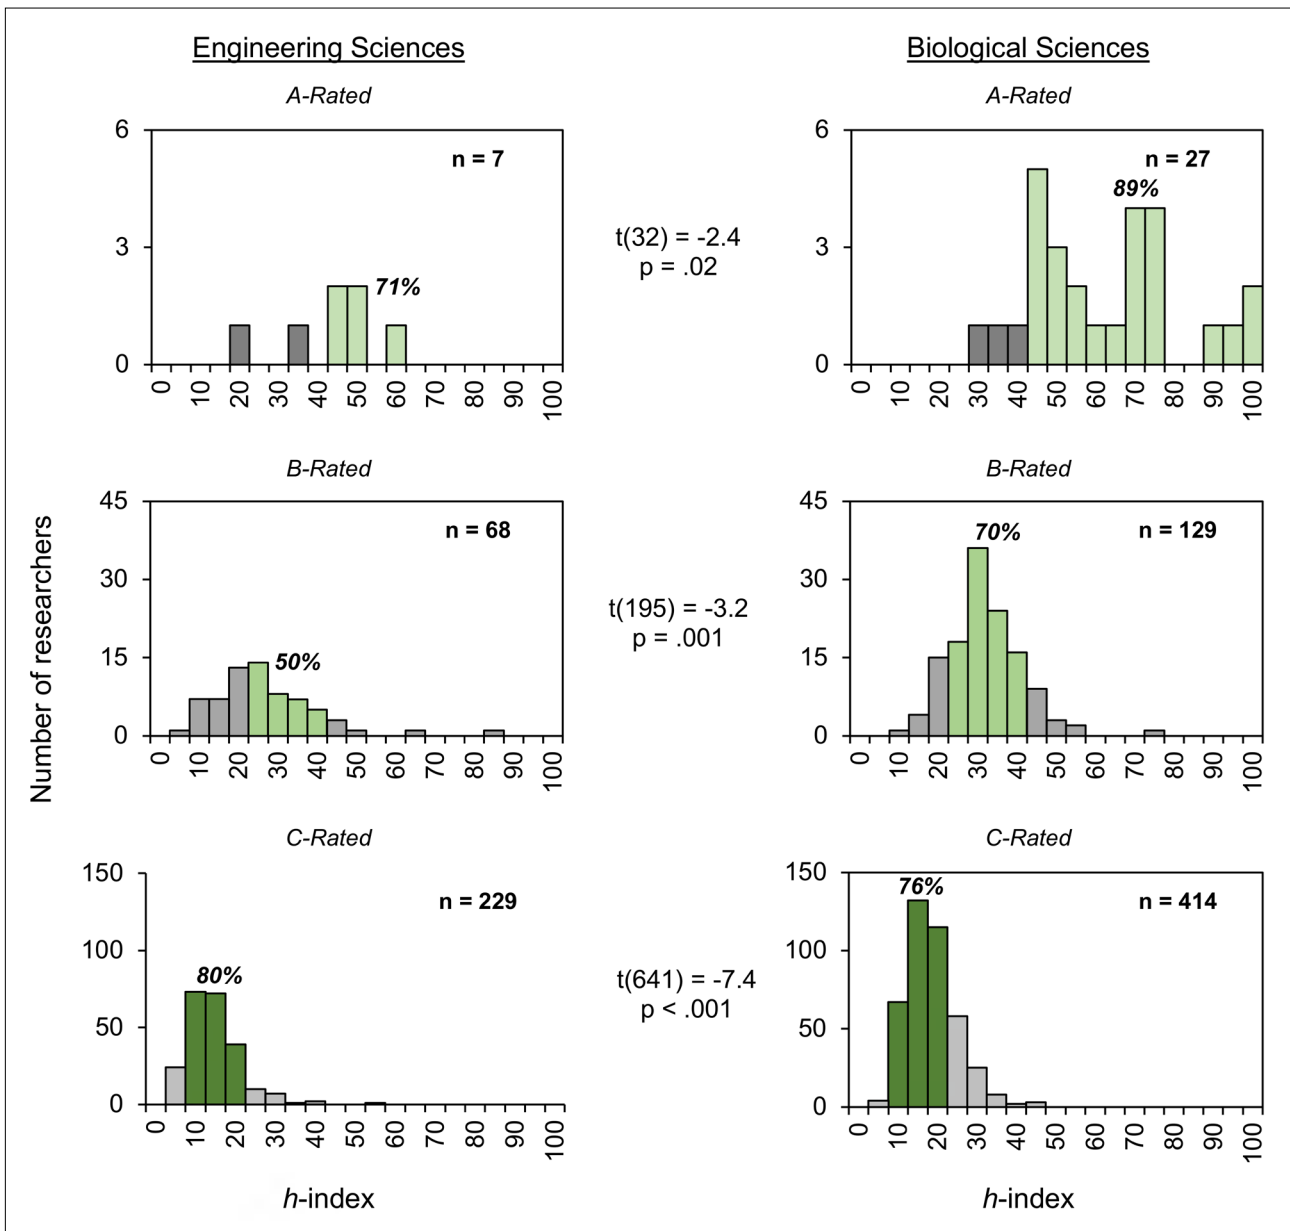 Engineering Sciences
Biological Sciences
A-Rated
A-Rated
6
3
0
n = 7
71%
0 10 20 30 40 50 60 70 80 90 100
t(32) = -2.4
p = .02
6
3
0
n = 27
89%
0 10 20 30 40 50 60 70 80 90 100
B-Rated
B-Rated
Number of researchers
45
30
15
0
n = 68
50%
0 10 20 30 40 50 60 70 80 90 100
t(195) = -3.2
p = .001
45
30
15
0
n = 129
70%
0 10 20 30 40 50 60 70 80 90 100
C-Rated
C-Rated
150
100
50
0
n = 229
80%
0 10 20 30 40 50 60 70 80 90 100
t(641) = -7.4
p < .001
150
100
50
0
n = 414
76%
0 10 20 30 40 50 60 70 80 90 100
h-index
h-index